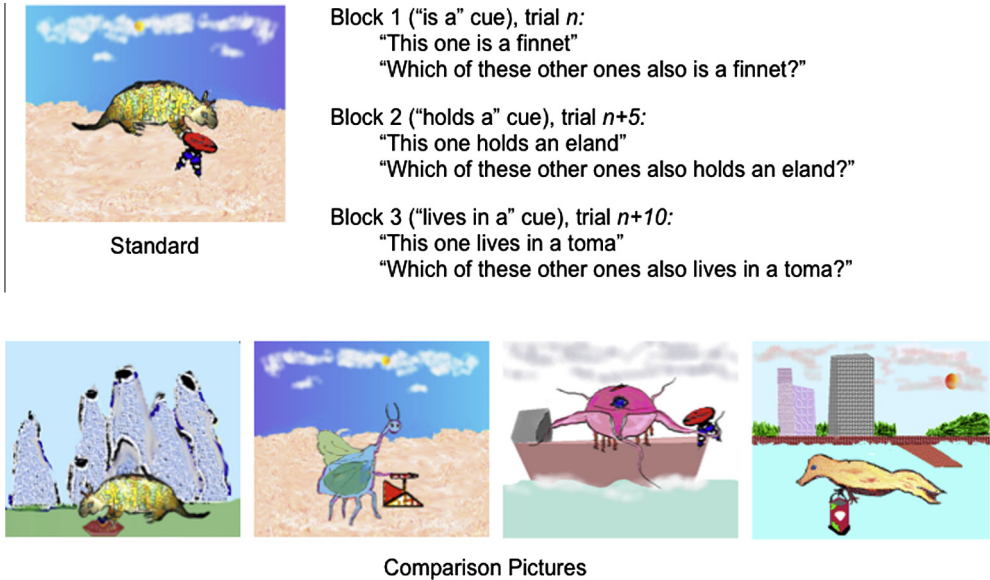 Block 1 (“is a” cue), trial n:
“This one is a finnet”
“Which of these other ones also is a finnet?”
Block 2 (“holds a” cue), trial n+5:
“This one holds an eland”
“Which of these other ones also holds an eland?”
Block 3 (“lives in a” cue), trial n+10:
“This one lives in a toma”
“Which of these other ones also lives in a toma?”
Standard
Comparison Pictures